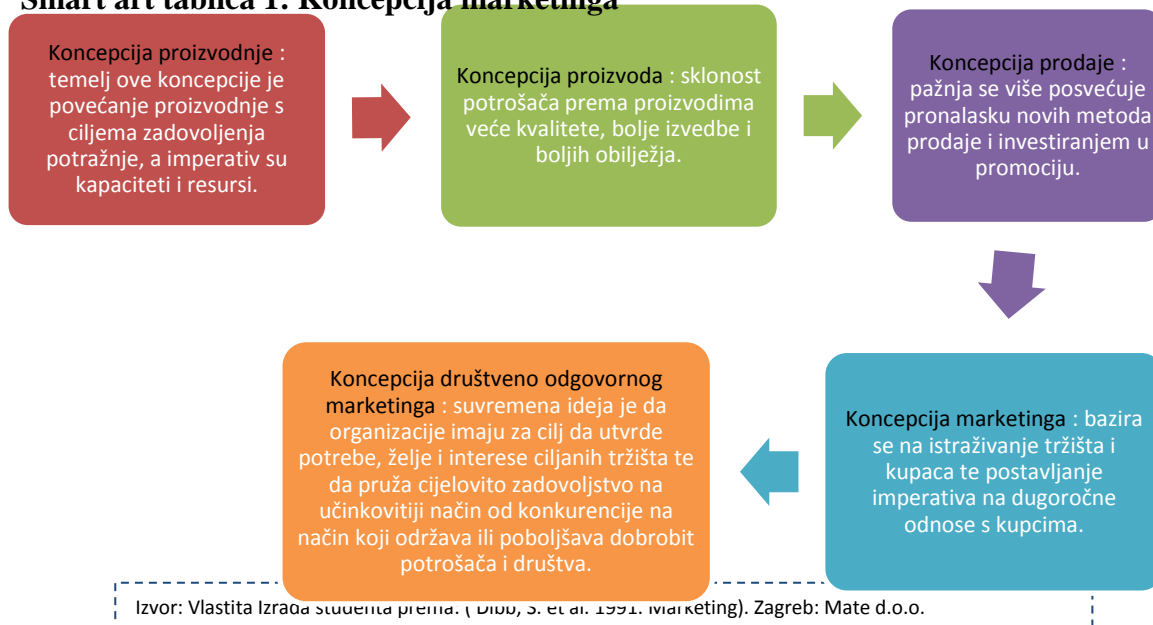 Smart art tablica 1: Koncepcija marketinga
Koncepcija proizvodnje :
temelj ove koncepcije je
povećanje proizvodnje s
ciljema zadovoljenja
potražnje, a imperativ su
kapaciteti i resursi.
Koncepcija proizvoda : sklonost
potrošača prema proizvodima
veće kvalitete, bolje izvedbe i
boljih obilježja.
Koncepcija prodaje :
pažnja se više posvećuje
pronalasku novih metoda
prodaje i investiranjem u
promociju.
Koncepcija marketinga : bazira
se na istraživanje tržišta i
kupaca te postavljanje
imperativa na dugoročne
odnose s kupcima.
Koncepcija društveno odgovornog
marketinga : suvremena ideja je da
organizacije imaju za cilj da utvrde
potrebe, želje i interese ciljanih tržišta te
da pruža cijelovito zadovoljstvo na
učinkovitiji način od konkurencije na
način koji održava ili poboljšava dobrobit
potrošača i društva.
Izvor: Vlastita Izrada studenta prema: ( Dibb, S. et al. 1991. Marketing). Zagreb: Mate d.o.o.